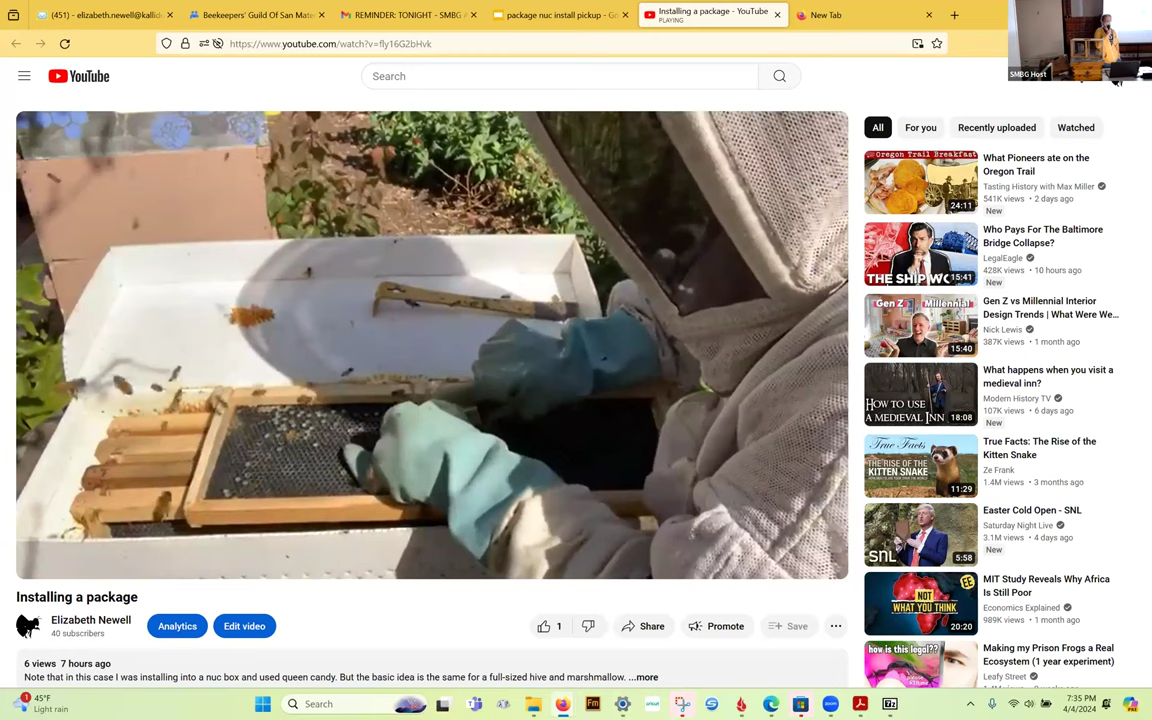 (451) - elizabeth.newell@kallid
Beekeepers' Guild Of San Mate
REMINDER: TONIGHT - SMBG A
package nuc install pickup - Go
Installing a package - YouTube
PLAYING
New Tab
https://www.youtube.com/watch?v=fly16G2bHvk
SMBG Host
YouTube
Search
All
For you
Recently uploaded
Watched
Oregon Trail Breakfast
24:11
What Pioneers ate on the
Oregon Trail
Tasting History with Max Miller
541K views • 2 days ago
New
THE SHIPWO
15:41
Who Pays For The Baltimore
Bridge Collapse?
LegalEagle
428K views • 10 hours ago
New
Gen Z
Millennial
15:40
Gen Z vs Millennial Interior
Design Trends | What Were We...
Nick Lewis
387K views • 1 month ago
HOW TO USE
A MEDIEVAL INN
18:08
What happens when you visit a
medieval inn?
Modern History TV
107K views • 6 days ago
New
True Facts
THE RISE OF THE
KITTEN SNAKE
11:29
True Facts: The Rise of the
Kitten Snake
Ze Frank
1.4M views • 3 months ago
SNL
5:58
Easter Cold Open - SNL
Saturday Night Live
3.1M views • 4 days ago
New
EE
NOT
WHAT YOU THINK
20:20
MIT Study Reveals Why Africa
Is Still Poor
Economics Explained
989K views • 1 month ago
how is this legal??
Making my Prison Frogs a Real
Ecosystem (1 year experiment)
Leafy Street
Installing a package
Elizabeth Newell
40 subscribers
Analytics
Edit video
1
Share
Promote
Save
6 views 7 hours ago
Note that in this case I was installing into a nuc box and used queen candy. But the basic idea is the same for a full-sized hive and marshmallow. ...more
1
45°F
Light rain
Search
Fm
cricut
zoom
7:35 PM
4/4/2024